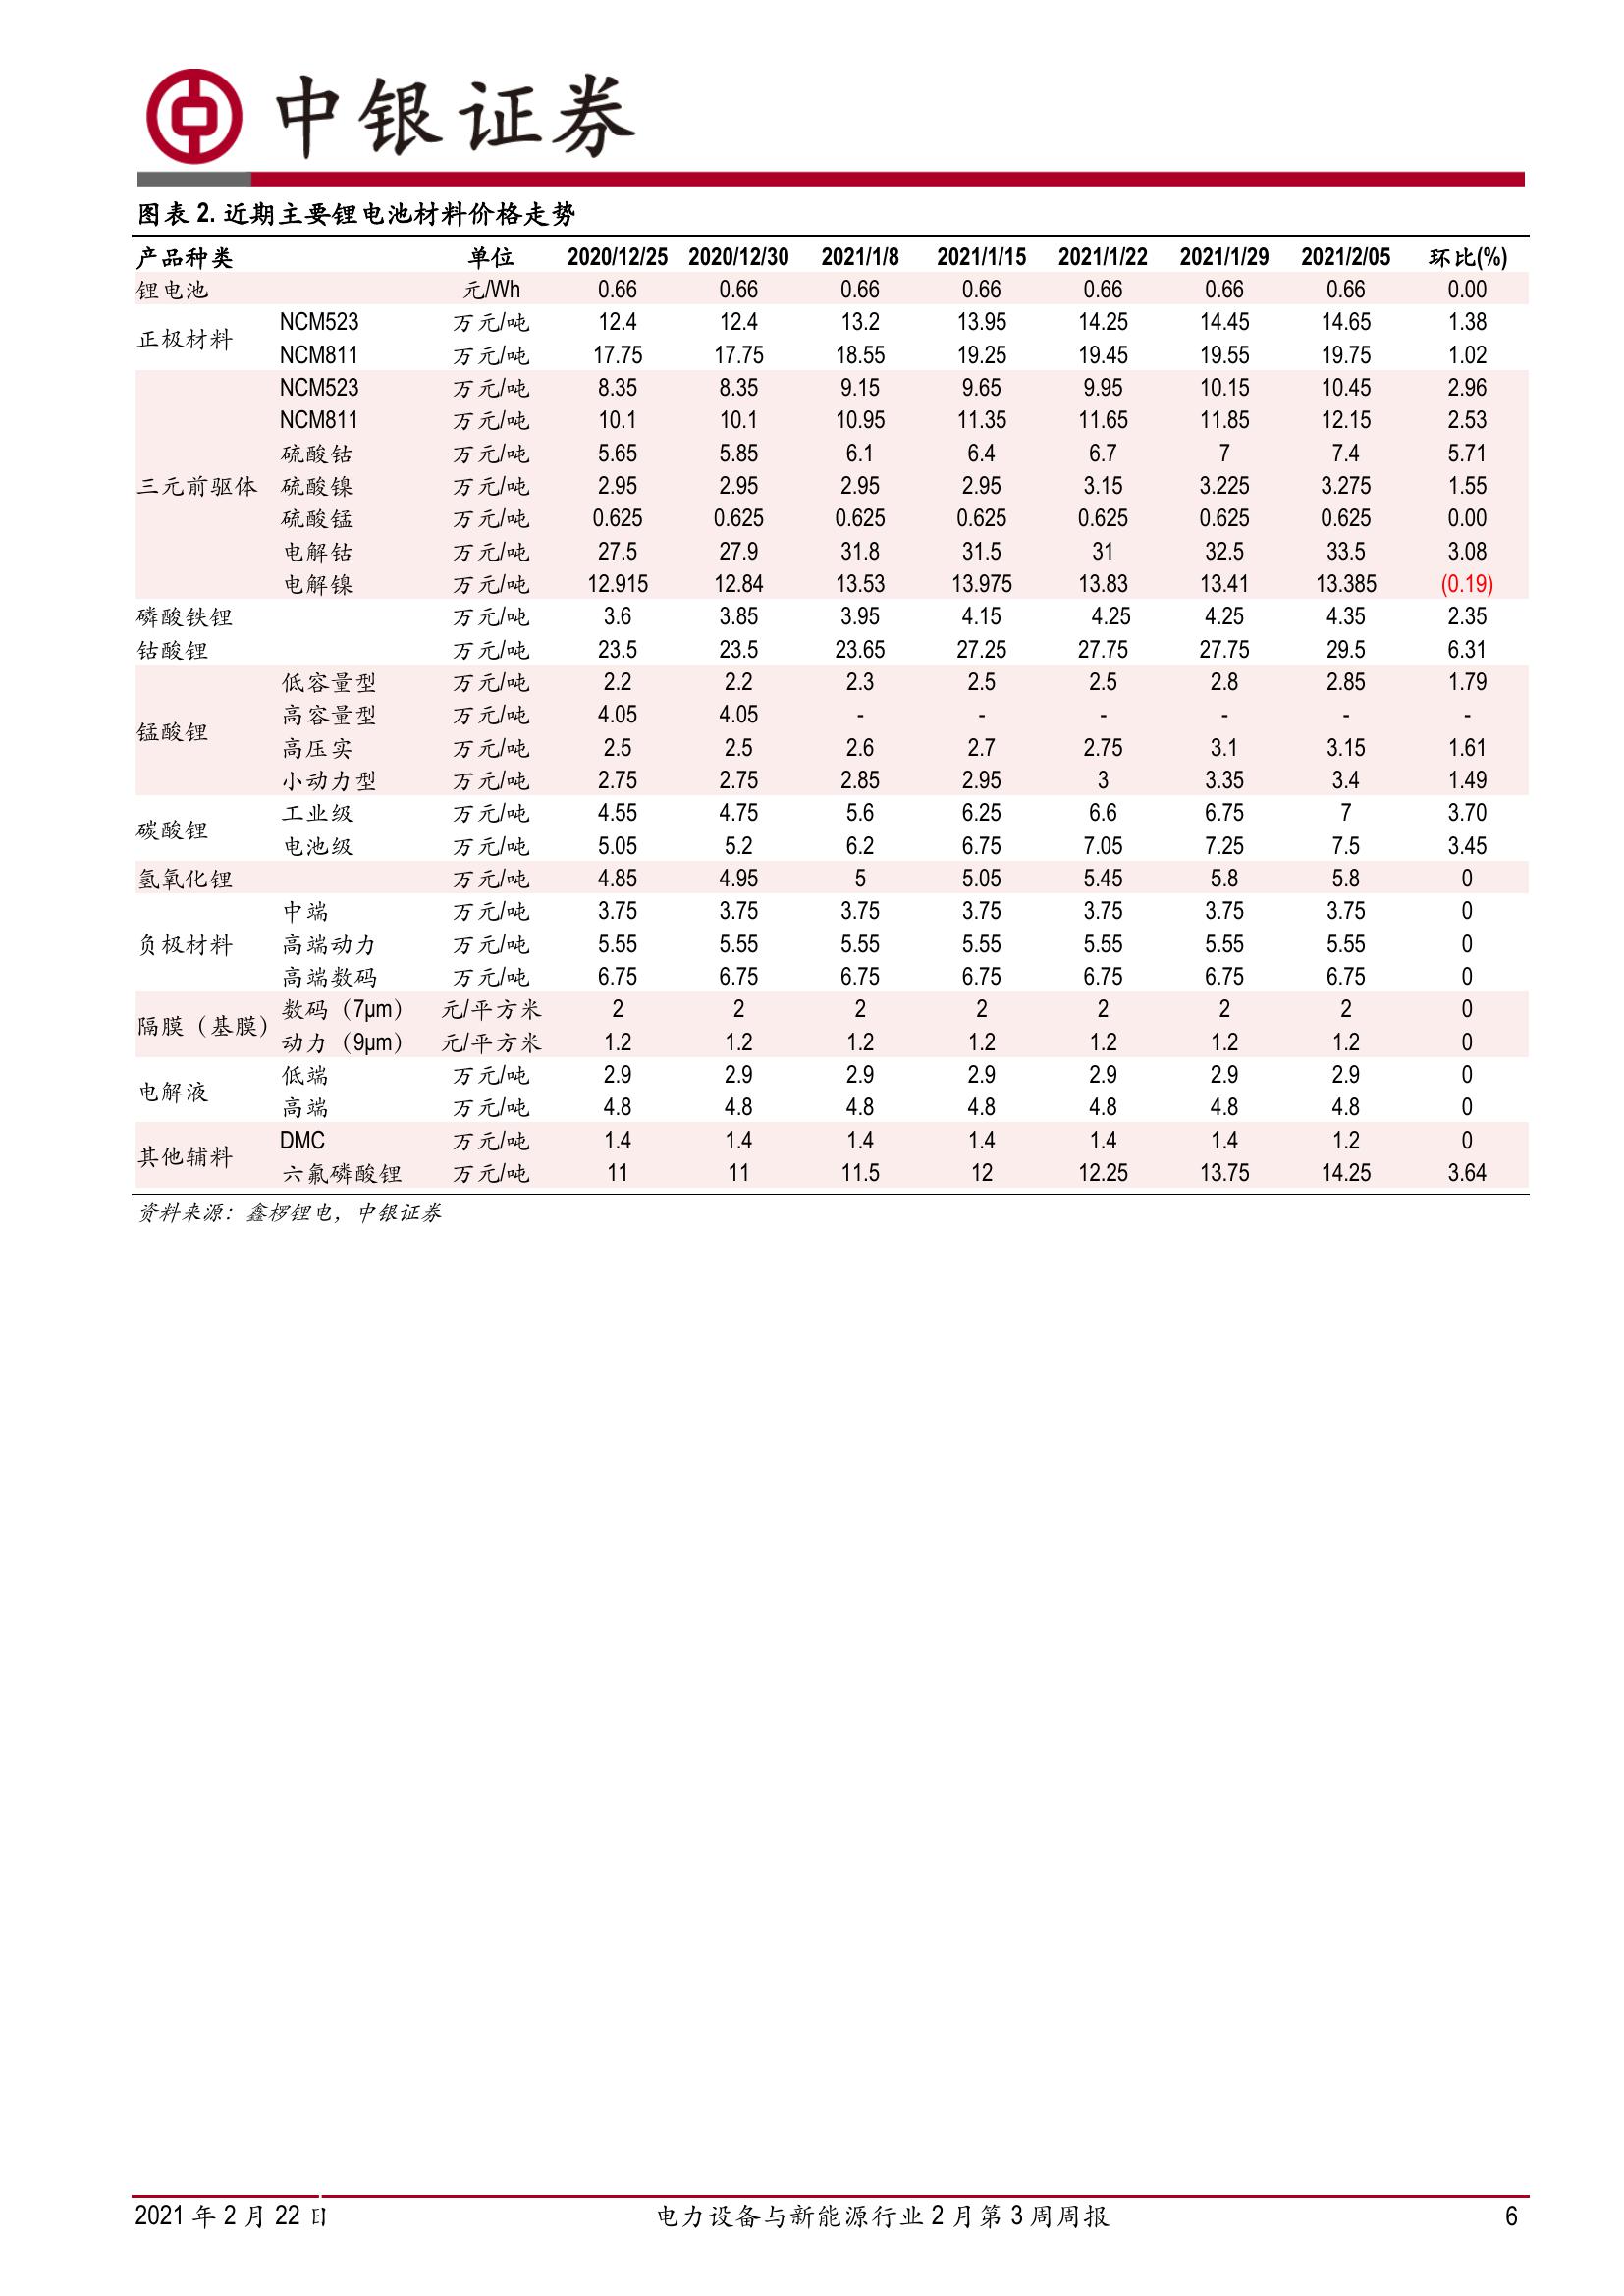 中银证券
图表 2. 近期主要锂电池材料价格走势
产品种类 单位 2020/12/25 2020/12/30 2021/1/8 2021/1/15 2021/1/22 2021/1/29 2021/2/05 环比(%)
锂电池 元/Wh 0.66 0.66 0.66 0.66 0.66 0.66 0.66 0.00
正极材料 NCM523 万元/吨 12.4 12.4 13.2 13.95 14.25 14.45 14.65 1.38
NCM811 万元/吨 17.75 17.75 18.55 19.25 19.45 19.55 19.75 1.02
三元前驱体 NCM523 万元/吨 8.35 8.35 9.15 9.65 9.95 10.15 10.45 2.96
NCM811 万元/吨 10.1 10.1 10.95 11.35 11.65 11.85 12.15 2.53
硫酸钴 万元/吨 5.65 5.85 6.1 6.4 6.7 7 7.4 5.71
硫酸镍 万元/吨 2.95 2.95 2.95 2.95 3.15 3.225 3.275 1.55
硫酸锰 万元/吨 0.625 0.625 0.625 0.625 0.625 0.625 0.625 0.00
电解钴 万元/吨 27.5 27.9 31.8 31.5 31 32.5 33.5 3.08
电解镍 万元/吨 12.915 12.84 13.53 13.975 13.83 13.41 13.385 (0.19)
磷酸铁锂 万元/吨 3.6 3.85 3.95 4.15 4.25 4.25 4.35 2.35
钴酸锂 万元/吨 23.5 23.5 23.65 27.25 27.75 27.75 29.5 6.31
锰酸锂 低容量型 万元/吨 2.2 2.2 2.3 2.5 2.5 2.8 2.85 1.79
高容量型 万元/吨 4.05 4.05 - - - - - -
高压实 万元/吨 2.5 2.5 2.6 2.7 2.75 3.1 3.15 1.61
小动力型 万元/吨 2.75 2.75 2.85 2.95 3 3.35 3.4 1.49
碳酸锂 工业级 万元/吨 4.55 4.75 5.6 6.25 6.6 6.75 7 3.70
电池级 万元/吨 5.05 5.2 6.2 6.75 7.05 7.25 7.5 3.45
氢氧化锂 万元/吨 4.85 4.95 5 5.05 5.45 5.8 5.8 0
负极材料 中端 万元/吨 3.75 3.75 3.75 3.75 3.75 3.75 3.75 0
高端动力 万元/吨 5.55 5.55 5.55 5.55 5.55 5.55 5.55 0
高端数码 万元/吨 6.75 6.75 6.75 6.75 6.75 6.75 6.75 0
隔膜（基膜） 数码（7μm） 元/平方米 2 2 2 2 2 2 2 0
动力（9μm） 元/平方米 1.2 1.2 1.2 1.2 1.2 1.2 1.2 0
电解液 低端 万元/吨 2.9 2.9 2.9 2.9 2.9 2.9 2.9 0
高端 万元/吨 4.8 4.8 4.8 4.8 4.8 4.8 4.8 0
其他辅料 DMC 万元/吨 1.4 1.4 1.4 1.4 1.4 1.4 1.2 0
六氟磷酸锂 万元/吨 11 11 11.5 12 12.25 13.75 14.25 3.64
资料来源：鑫椤锂电，中银证券
2021 年 2 月 22 日 电力设备与新能源行业 2 月第 3 周周报 6